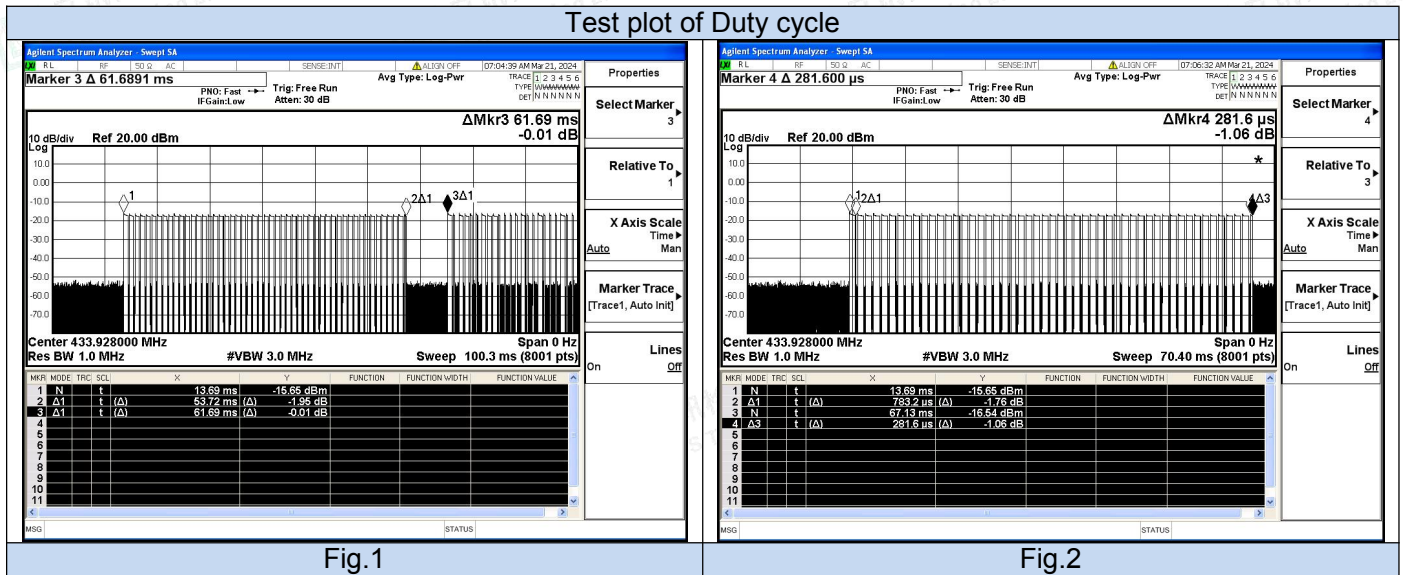 Test plot of Duty cycle
Agilent Spectrum Analyzer - Swept SA
RL RF 50 Ω AC SENSE:INT ALIGN OFF 07:04:39 AM Mar 21, 2024
Marker 3 Δ 61.6891 ms
Avg Type: Log-Pwr
TRACE 1 2 3 4 5 6
PNO: Fast
Trig: Free Run
TYPE WWWWWW
IFGain:Low
Atten: 30 dB
DET N N N N N N
ΔMkr3 61.69 ms
-0.01 dB
10 dB/div Ref 20.00 dBm
Log
10.0
0.00
-10.0
-20.0
-30.0
-40.0
-50.0
-60.0
-70.0
1
2Δ1
3Δ1
Center 433.928000 MHz Span 0 Hz
Res BW 1.0 MHz #VBW 3.0 MHz Sweep 100.3 ms (8001 pts)
MKR MODE TRC SCL X Y FUNCTION FUNCTION WIDTH FUNCTION VALUE
1 N t 13.69 ms -15.65 dBm
2 Δ1 t (Δ) 53.72 ms (Δ) -1.95 dB
3 Δ1 t (Δ) 61.69 ms (Δ) -0.01 dB
4
5
6
7
8
9
10
11
MSG STATUS
Properties
Select Marker
3
Relative To
1
X Axis Scale
Time
Auto Man
Marker Trace
[Trace1, Auto Init]
Lines
On Off
Agilent Spectrum Analyzer - Swept SA
RL RF 50 Ω AC SENSE:INT ALIGN OFF 07:06:32 AM Mar 21, 2024
Marker 4 Δ 281.600 µs
Avg Type: Log-Pwr
TRACE 1 2 3 4 5 6
PNO: Fast
Trig: Free Run
TYPE WWWWWW
IFGain:Low
Atten: 30 dB
DET N N N N N N
ΔMkr4 281.6 µs
-1.06 dB
10 dB/div Ref 20.00 dBm
Log
10.0
0.00
-10.0
-20.0
-30.0
-40.0
-50.0
-60.0
-70.0
*
1
2Δ1
4Δ3
Center 433.928000 MHz Span 0 Hz
Res BW 1.0 MHz #VBW 3.0 MHz Sweep 70.40 ms (8001 pts)
MKR MODE TRC SCL X Y FUNCTION FUNCTION WIDTH FUNCTION VALUE
1 N t 13.69 ms -15.65 dBm
2 Δ1 t (Δ) 783.2 µs (Δ) -1.76 dB
3 N t 67.13 ms -16.54 dBm
4 Δ3 t (Δ) 281.6 µs (Δ) -1.06 dB
5
6
7
8
9
10
11
MSG STATUS
Properties
Select Marker
4
Relative To
3
X Axis Scale
Time
Auto Man
Marker Trace
[Trace1, Auto Init]
Lines
On Off
Fig.1
Fig.2